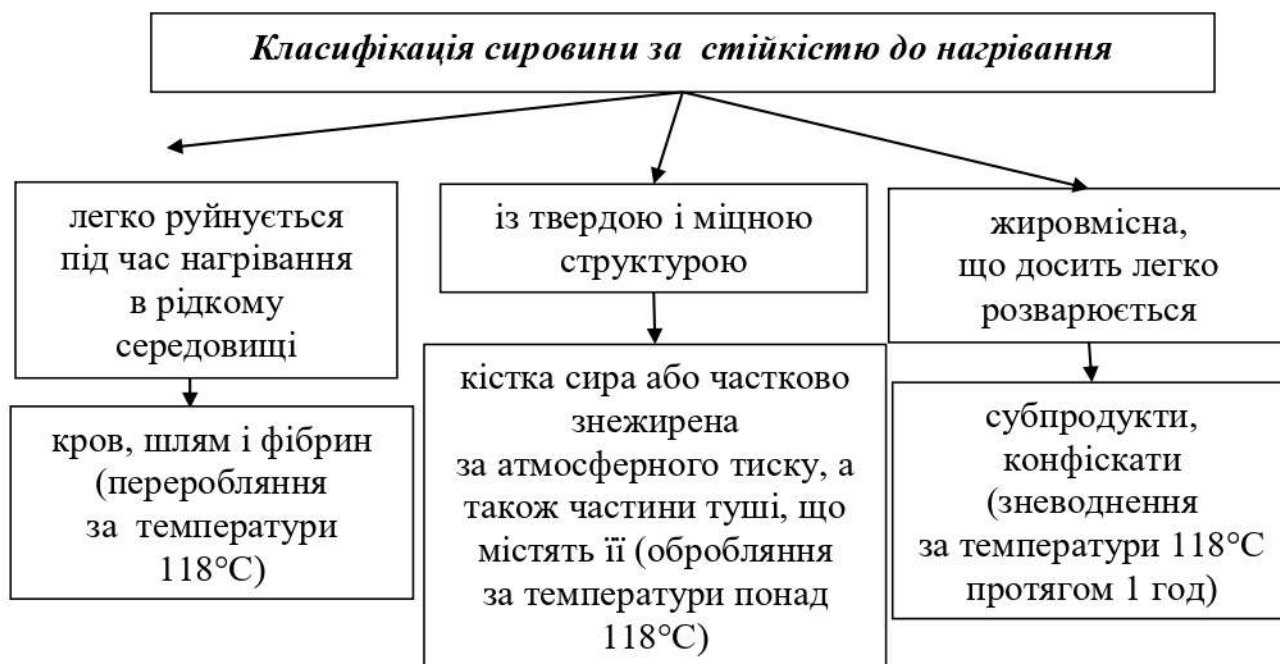 Класифікація сировини за стійкістю до нагрівання
легко руйнується
під час нагрівання
в рідкому
середовищі
із твердою і міцною
структурою
жировмісна,
що досить легко
розварюється
кров, шлям і фібрин
(переробляння
за температури
118°С)
кістка сира або частково
знежирена
за атмосферного тиску, а
також частини туші, що
містять її (обробляння
за температури понад
118°С)
субпродукти,
конфіскати
(зневоднення
за температури 118°С
протягом 1 год)